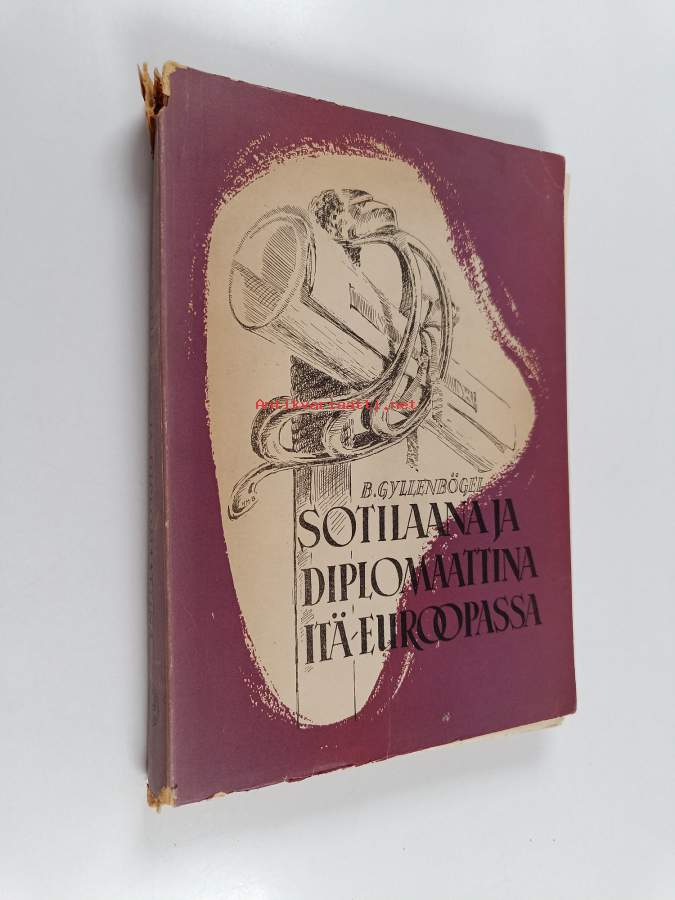 Antikvariaatti.net
B. GYLLENBÖGEL
SOTILAANA JA
DIPLOMAATTINA
ITÄ-EUROOPASSA